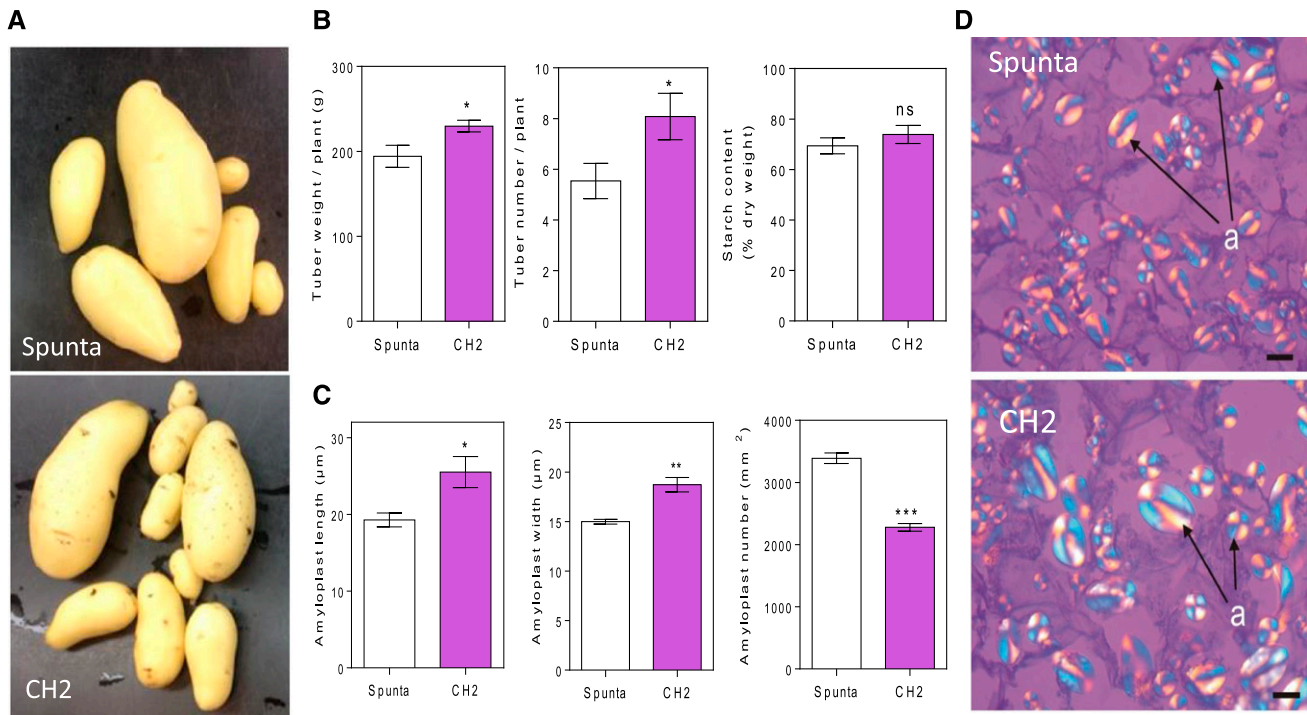 A
Spunta
CH2
B
Tuber weight / plant (g)
300
200
100
0
*
Spunta
CH2
Tuber number / plant
10
8
6
4
2
0
*
Spunta
CH2
Starch content
(% dry weight)
100
80
60
40
20
0
ns
Spunta
CH2
C
Amyloplast length (µm)
30
20
10
0
*
Spunta
CH2
Amyloplast width (µm)
25
20
15
10
5
0
**
Spunta
CH2
Amyloplast number (mm ²)
4000
3000
2000
1000
0
***
Spunta
CH2
D
Spunta
a
CH2
a